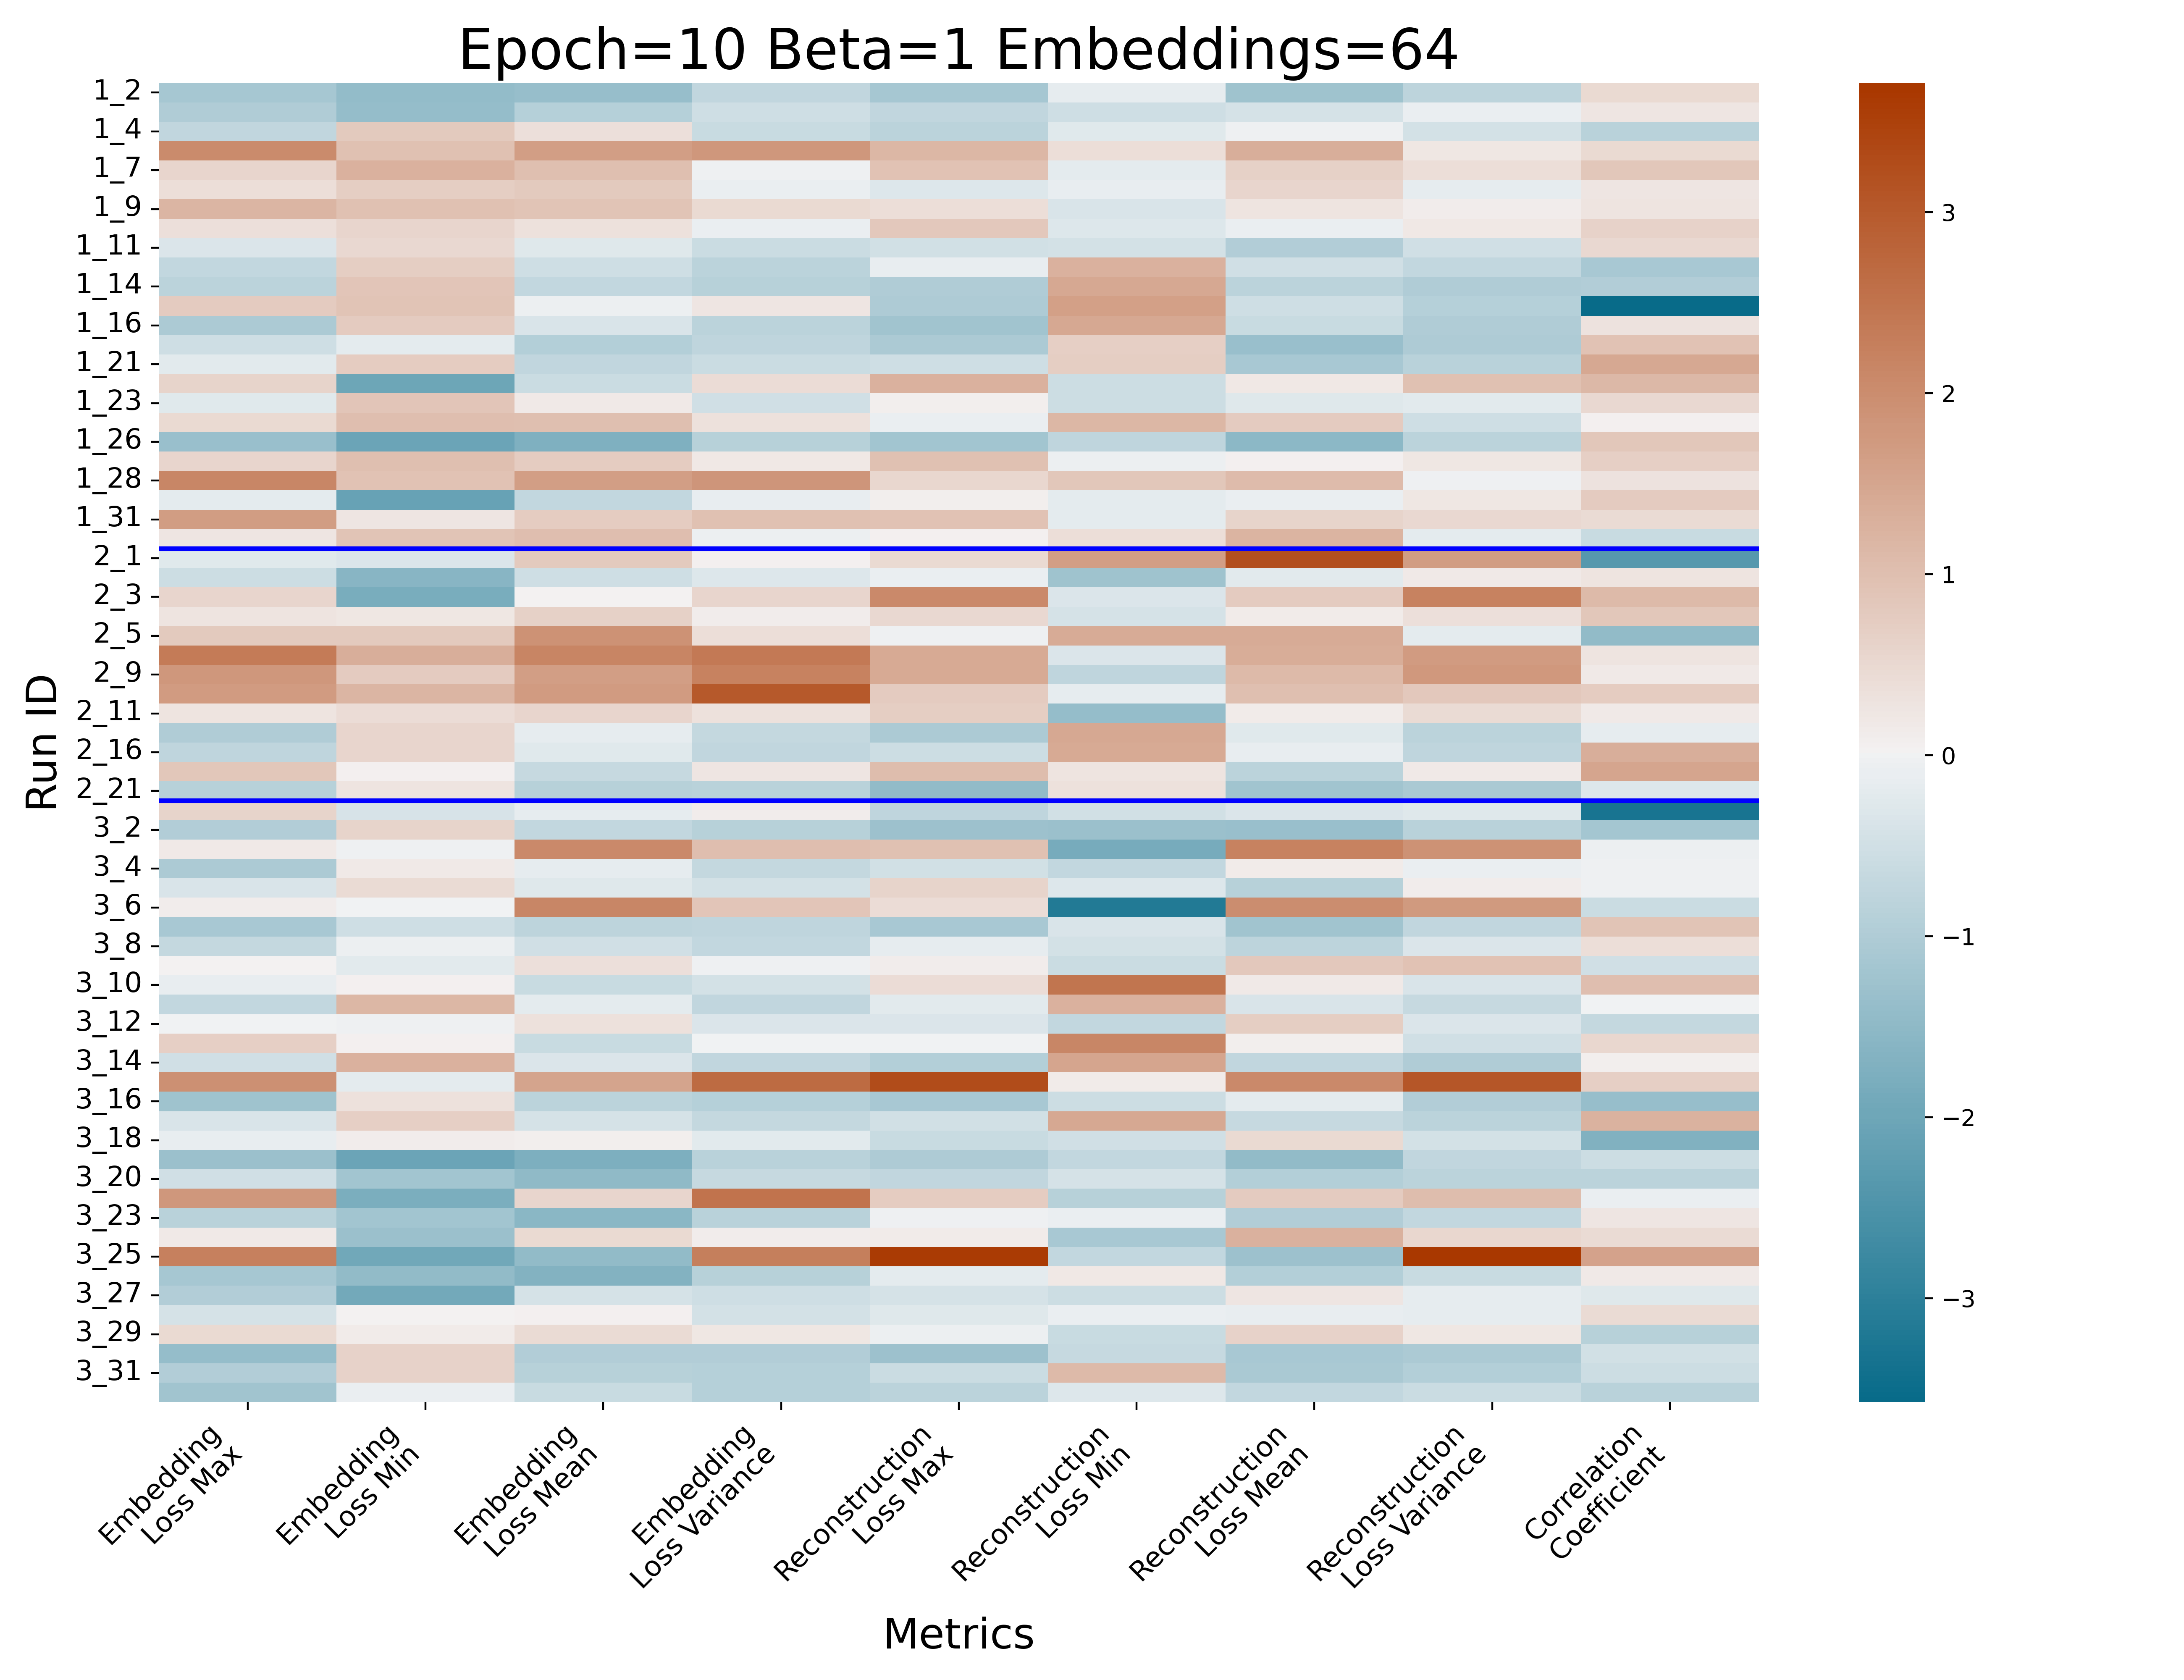 Epoch=10 Beta=1 Embeddings=64
Run ID
1_2
1_4
1_7
1_9
1_11
1_14
1_16
1_21
1_23
1_26
1_28
1_31
2_1
2_3
2_5
2_9
2_11
2_16
2_21
3_2
3_4
3_6
3_8
3_10
3_12
3_14
3_16
3_18
3_20
3_23
3_25
3_27
3_29
3_31
3
2
1
0
−1
−2
−3
Embedding
Loss Max
Embedding
Loss Min
Embedding
Loss Mean
Embedding
Loss Variance
Reconstruction
Loss Max
Reconstruction
Loss Min
Reconstruction
Loss Mean
Reconstruction
Loss Variance
Correlation
Coefficient
Metrics